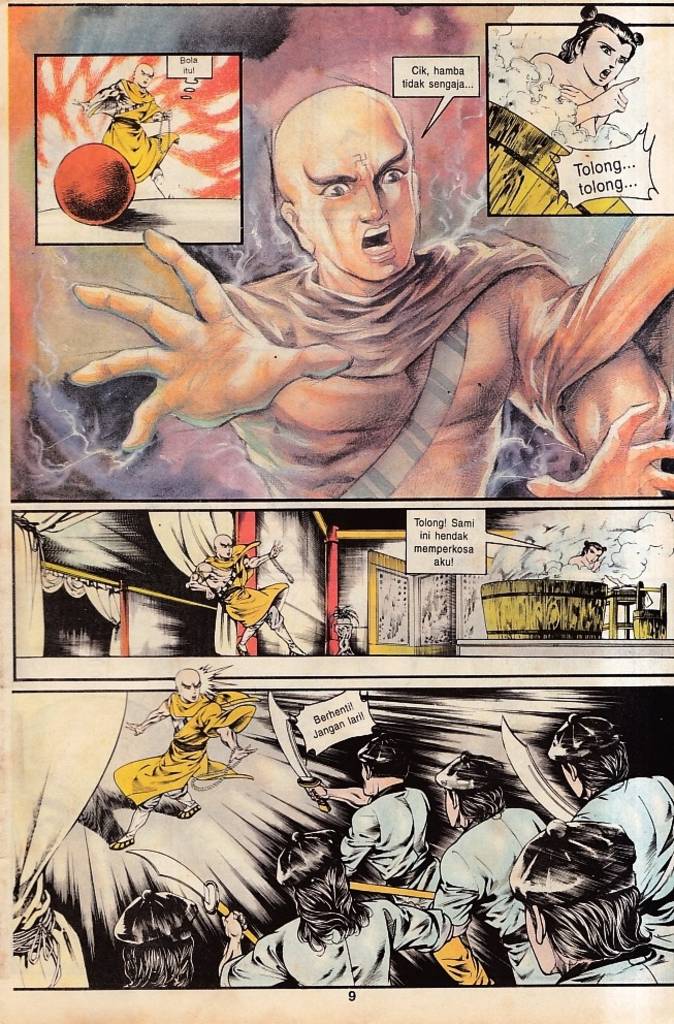 Bola
itu!
Cik, hamba
tidak sengaja...
Tolong...
tolong...
Tolong! Sami
ini hendak
memperkosa
aku!
Berhenti!
Jangan lari!
9